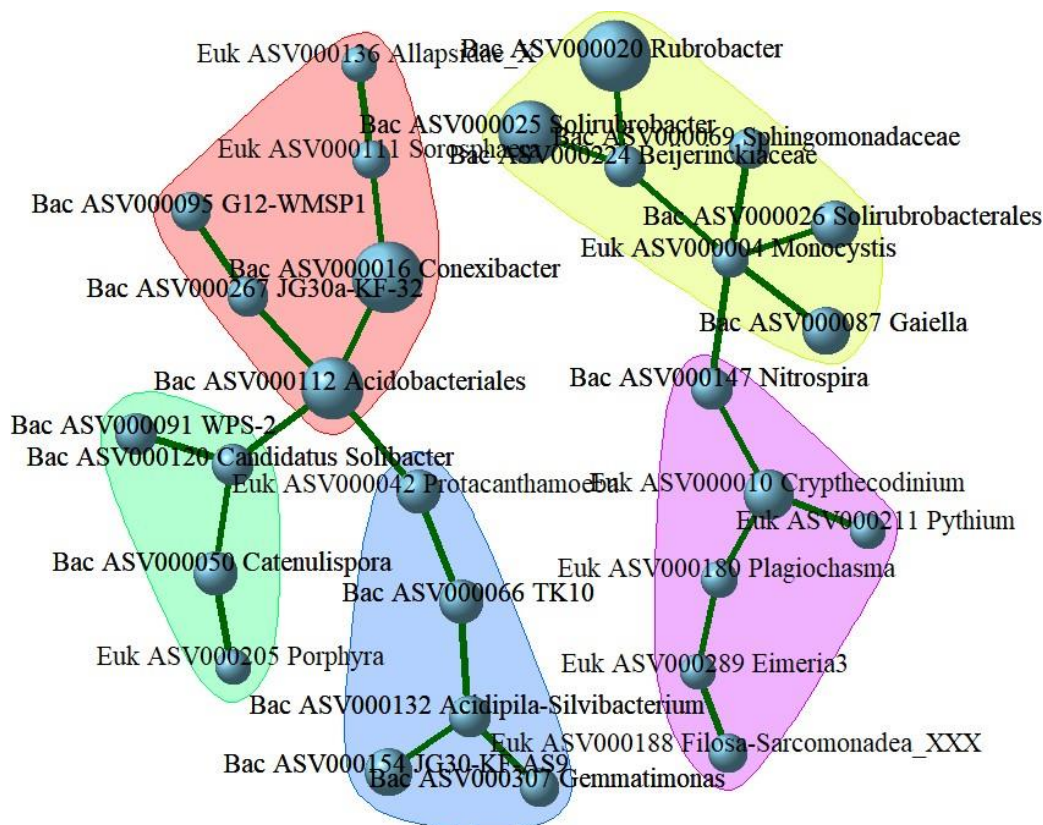 Bac ASV000020 Rubrobacter
Euk ASV000136 Allapsidae_X
Bac ASV000025 Solirubrobacter
Bac ASV000069 Sphingomonadaceae
Euk ASV000111 Sorosphaera
Bac ASV000224 Beijerinckiaceae
Bac ASV000095 G12-WMSP1
Bac ASV000026 Solirubrobacterales
Euk ASV000004 Monocystis
Bac ASV000016 Conexibacter
Bac ASV000267 JG30a-KF-32
Bac ASV000087 Gaiella
Bac ASV000112 Acidobacteriales
Bac ASV000147 Nitrospira
Bac ASV000091 WPS-2
Bac ASV000120 Candidatus Solibacter
Euk ASV000042 Protacanthamoeba
Euk ASV000010 Crypthecodinium
Euk ASV000211 Pythium
Bac ASV000050 Catenulispora
Euk ASV000180 Plagiochasma
Bac ASV000066 TK10
Euk ASV000205 Porphyra
Euk ASV000289 Eimeria3
Bac ASV000132 Acidipila-Silvibacterium
Euk ASV000188 Filosa-Sarcomonadea_XXX
Bac ASV000154 JG30-KF-AS9
Bac ASV000307 Gemmatimonas